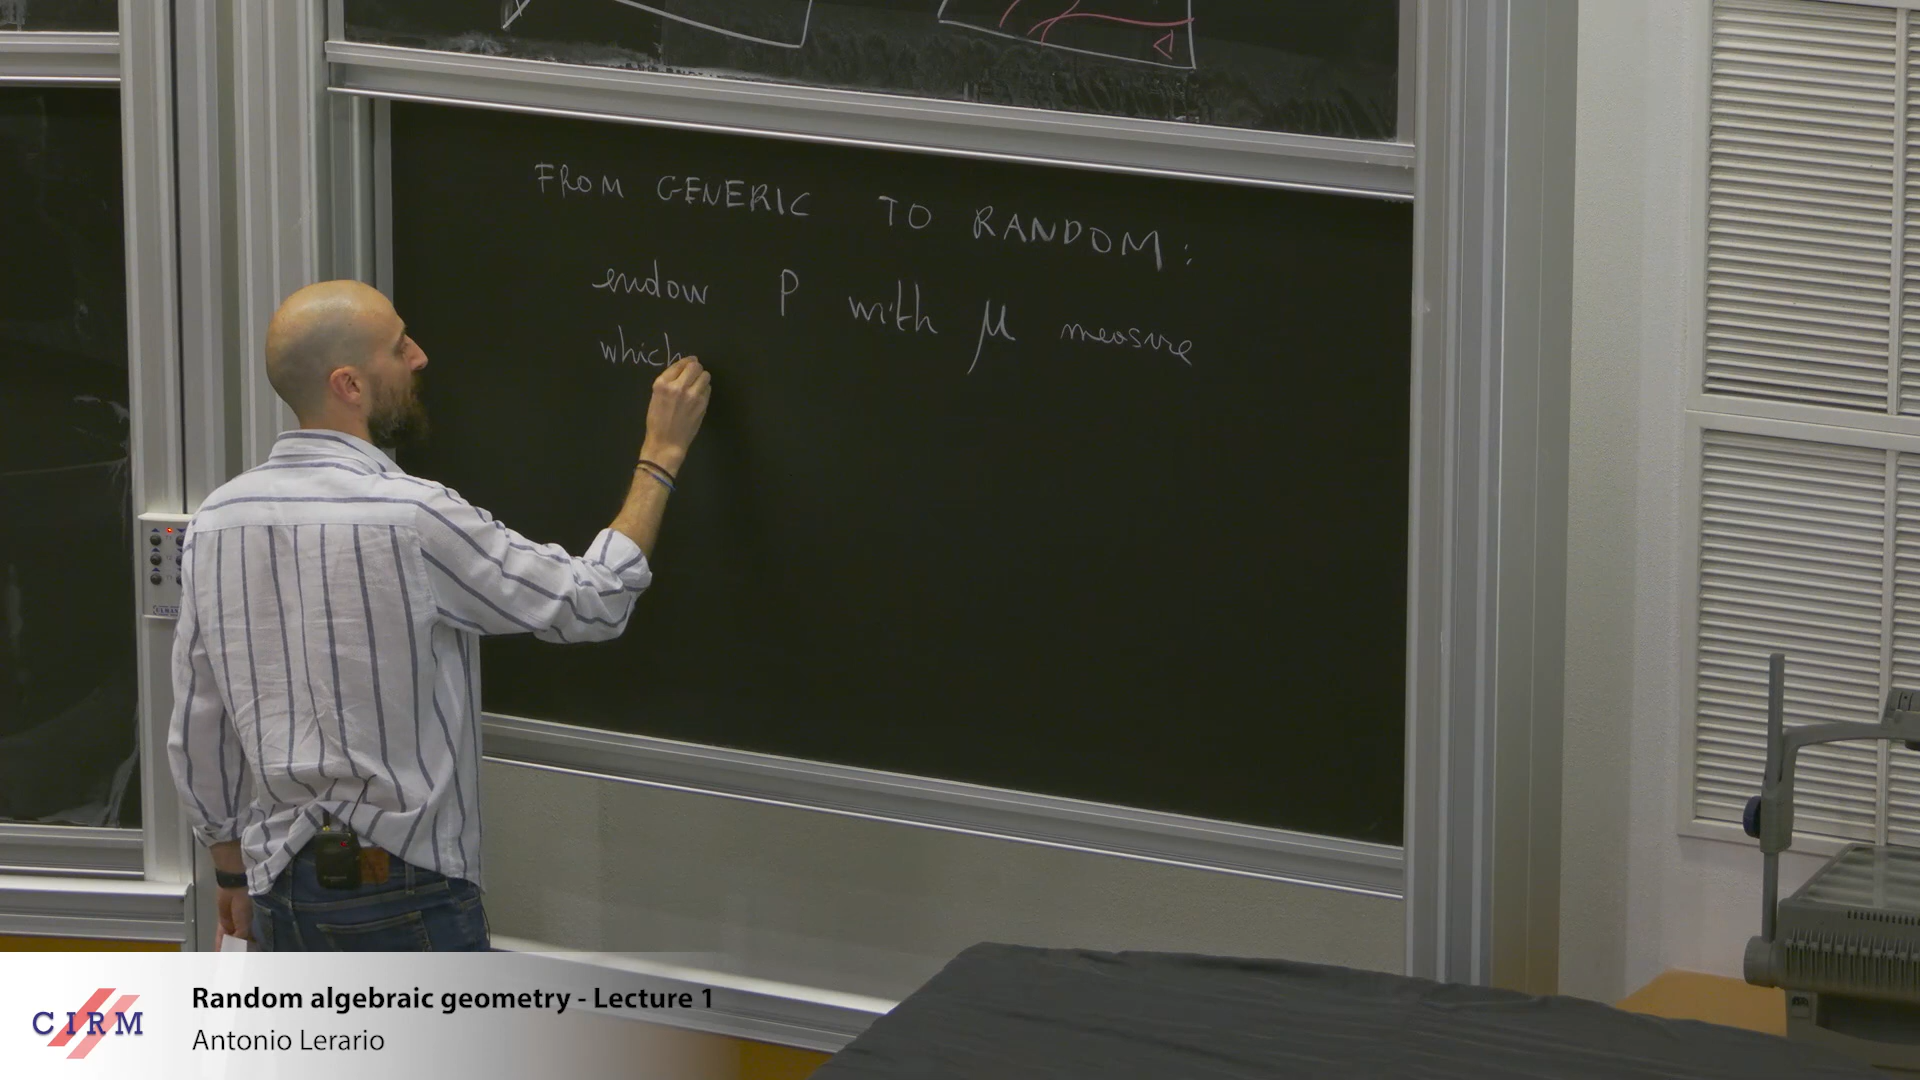 FROM GENERIC TO RANDOM:
endow P with μ measure
which
CIRM
Random algebraic geometry - Lecture 1
Antonio Lerario